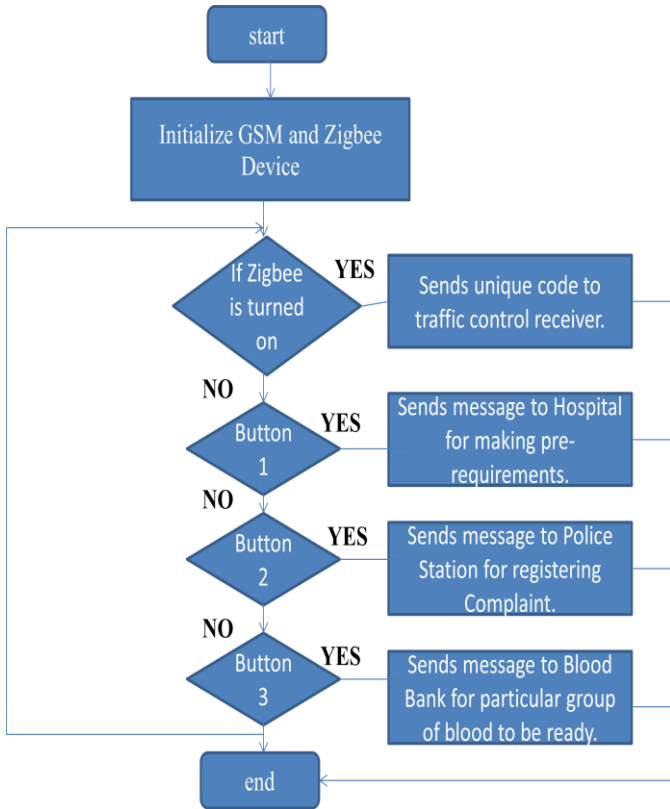 start
Initialize GSM and Zigbee
Device
If Zigbee
is turned
on
YES
Sends unique code to
traffic control receiver.
NO
Button
1
YES
Sends message to Hospital
for making pre-
requirements.
NO
Button
2
YES
Sends message to Police
Station for registering
Complaint.
NO
Button
3
YES
Sends message to Blood
Bank for particular group
of blood to be ready.
end